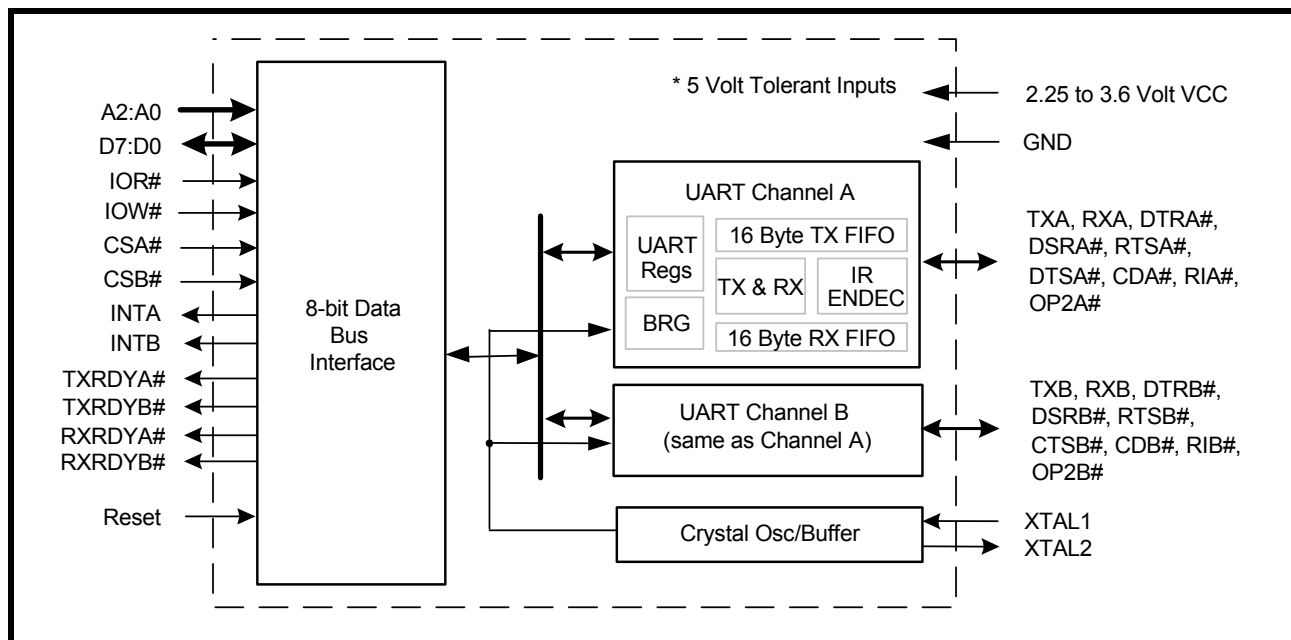 A2:A0
D7:D0
IOR#
IOW#
CSA#
CSB#
INTA
INTB
TXRDYA#
TXRDYB#
RXRDYA#
RXRDYB#
Reset
8-bit Data
Bus
Interface
* 5 Volt Tolerant Inputs
2.25 to 3.6 Volt VCC
GND
UART Channel A
UART
Regs
BRG
16 Byte TX FIFO
TX & RX
IR
ENDEC
16 Byte RX FIFO
TXA, RXA, DTRA#,
DSRA#, RTSA#,
DTSA#, CDA#, RIA#,
OP2A#
UART Channel B
(same as Channel A)
TXB, RXB, DTRB#,
DSRB#, RTSB#,
CTSB#, CDB#, RIB#,
OP2B#
Crystal Osc/Buffer
XTAL1
XTAL2